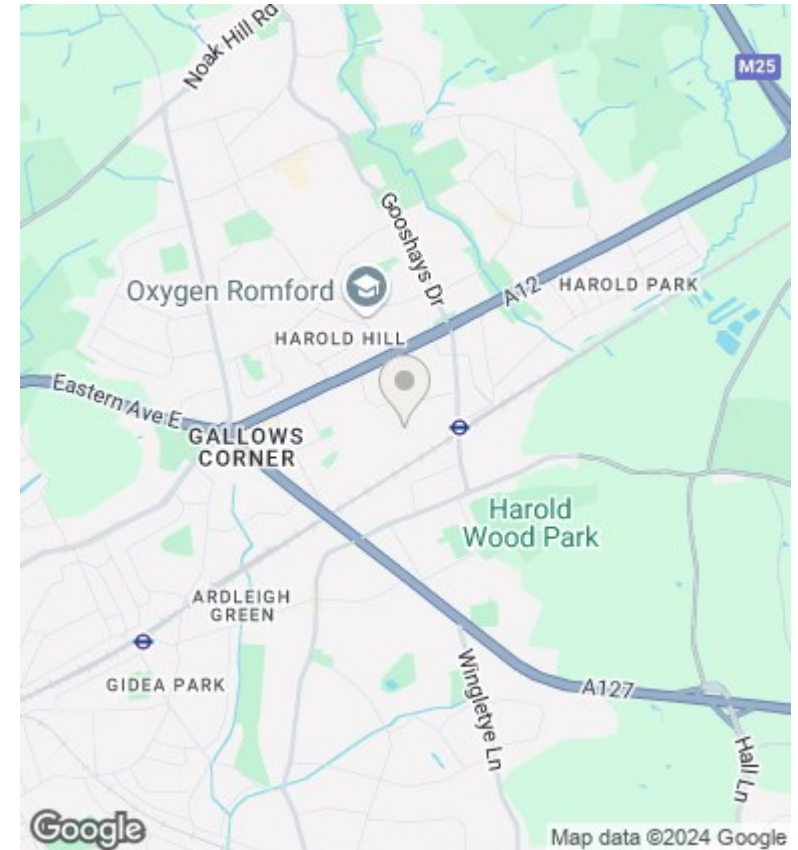 Noak Hill Rd
M25
Gooshays Dr
Oxygen Romford
A12
HAROLD PARK
HAROLD HILL
Eastern Ave E
GALLOWS
CORNER
Harold
Wood Park
ARDLEIGH
GREEN
GIDEA PARK
Wingletye Ln
A127
Hall Ln
Google
Map data ©2024 Google